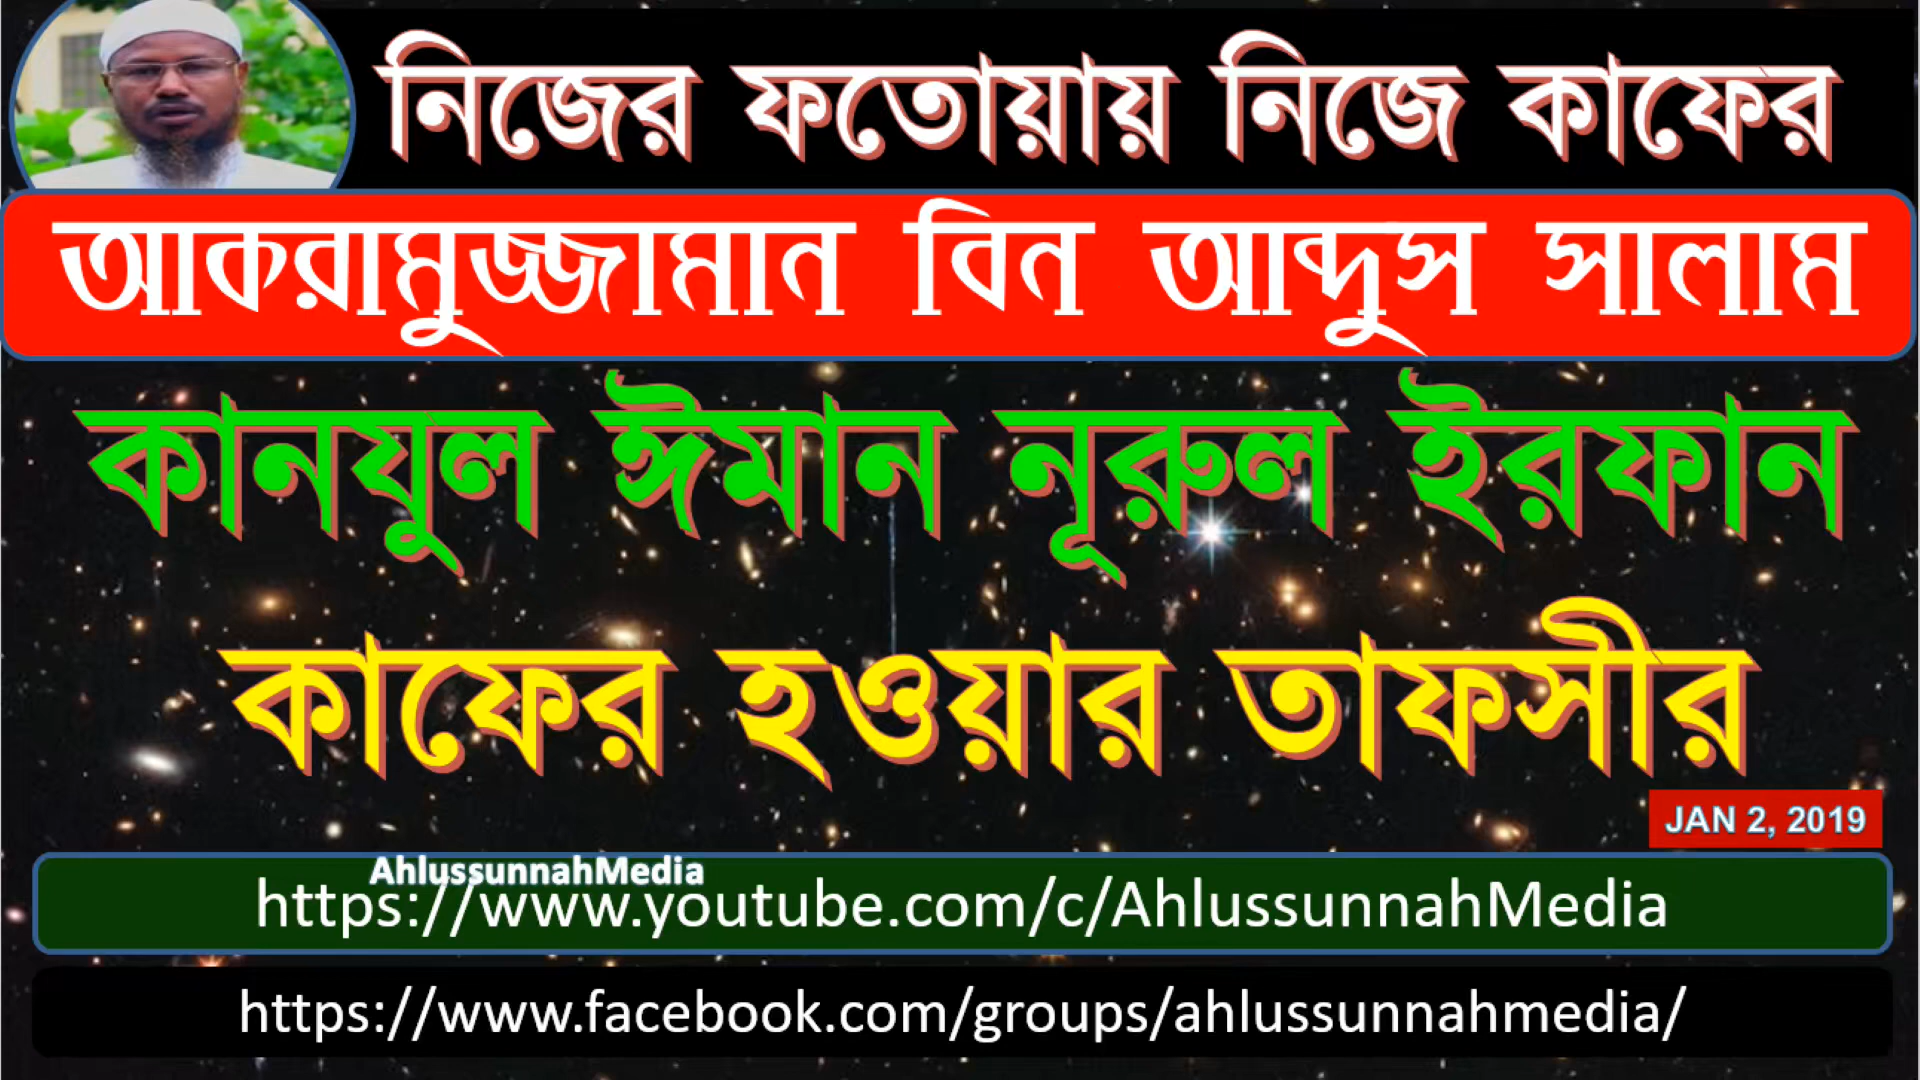 নিজের ফতোয়ায় নিজে কাফের
আকরামুজ্জামান বিন আব্দুস সালাম
কানযুল ঈমান নূরুল ইরফান
কাফের হওয়ার তাফসীর
JAN 2, 2019
AhlussunnahMedia
https://www.youtube.com/c/AhlussunnahMedia
https://www.facebook.com/groups/ahlussunnahmedia/